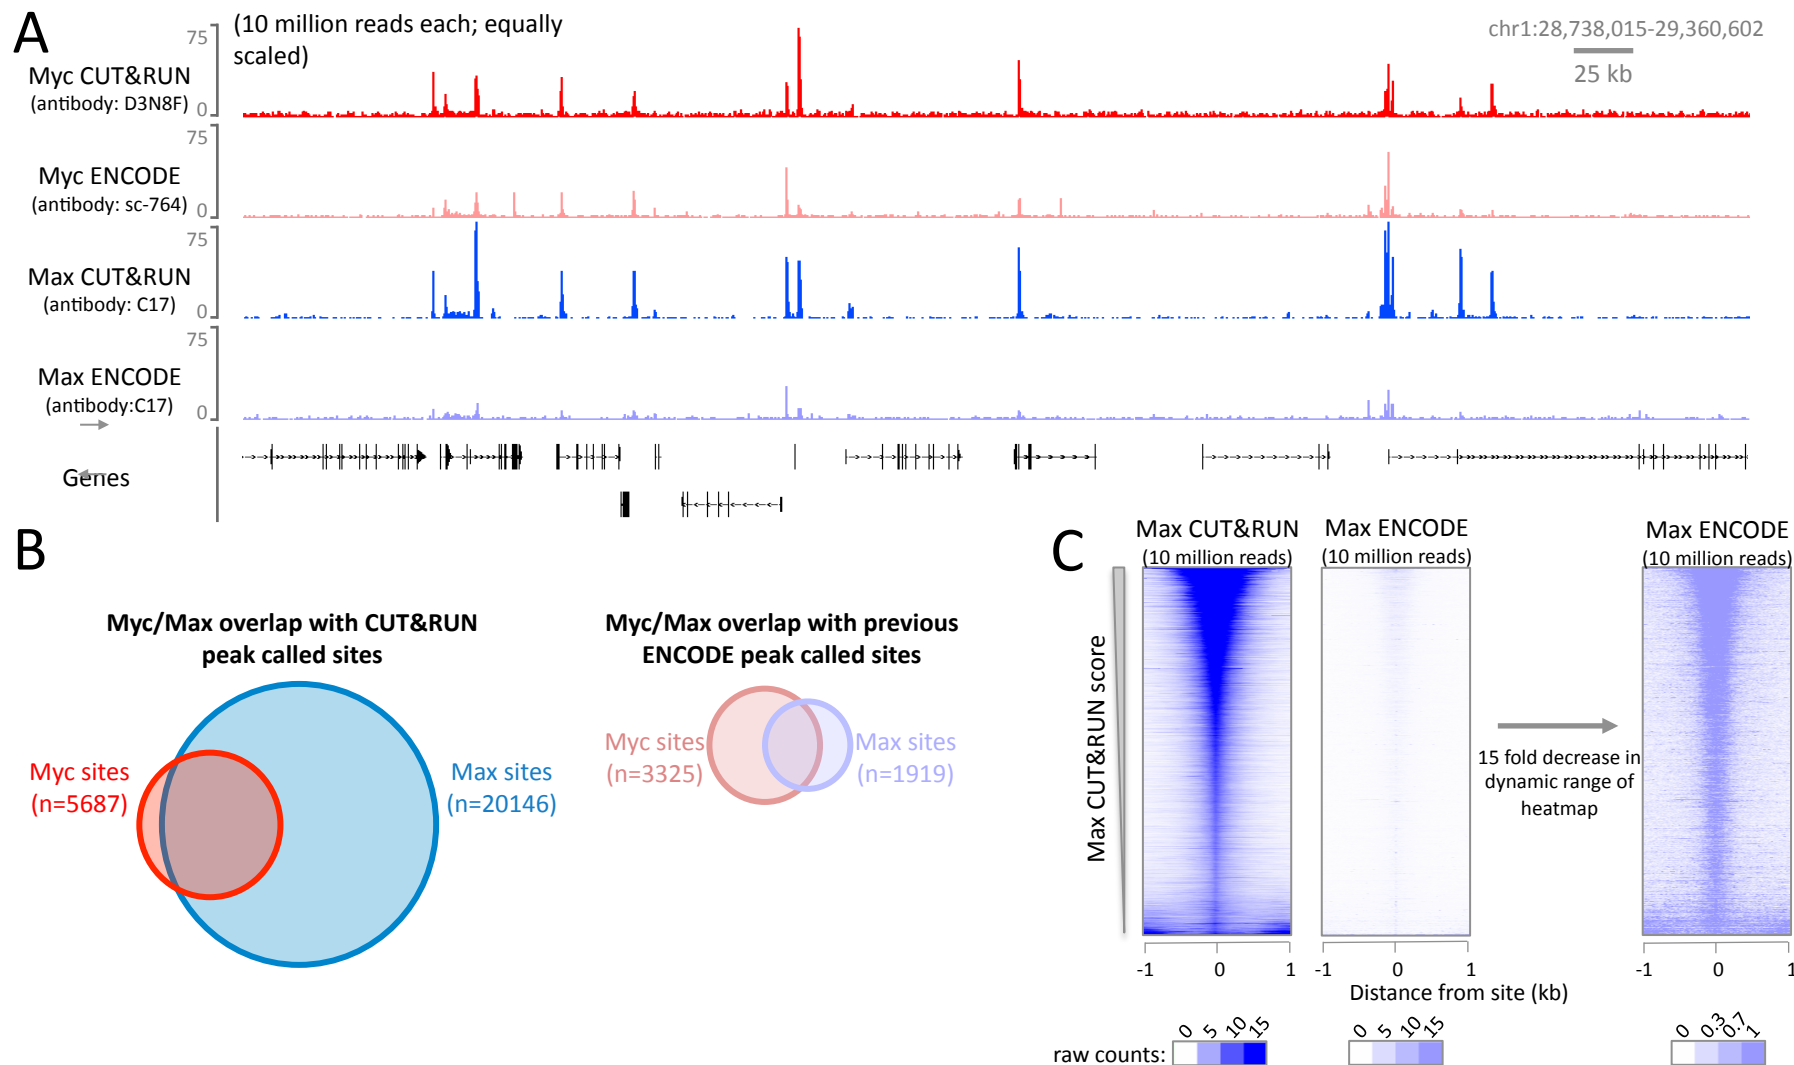 A
(10 million reads each; equally
scaled)
chr1:28,738,015-29,360,602
25 kb
75
Myc CUT&RUN
(antibody: D3N8F)
0
75
Myc ENCODE
(antibody: sc-764)
0
75
Max CUT&RUN
(antibody: C17)
0
75
Max ENCODE
(antibody:C17)
0
Genes
B
Myc/Max overlap with CUT&RUN
peak called sites
Myc sites
(n=5687)
Max sites
(n=20146)
Myc/Max overlap with previous
ENCODE peak called sites
Myc sites
(n=3325)
Max sites
(n=1919)
C
Max CUT&RUN
(10 million reads)
Max ENCODE
(10 million reads)
Max ENCODE
(10 million reads)
Max CUT&RUN score
15 fold decrease in
dynamic range of
heatmap
-1 0 1
-1 0 1
-1 0 1
Distance from site (kb)
raw counts:
0 5 10 15
0 5 10 15
0 0.3 0.7 1